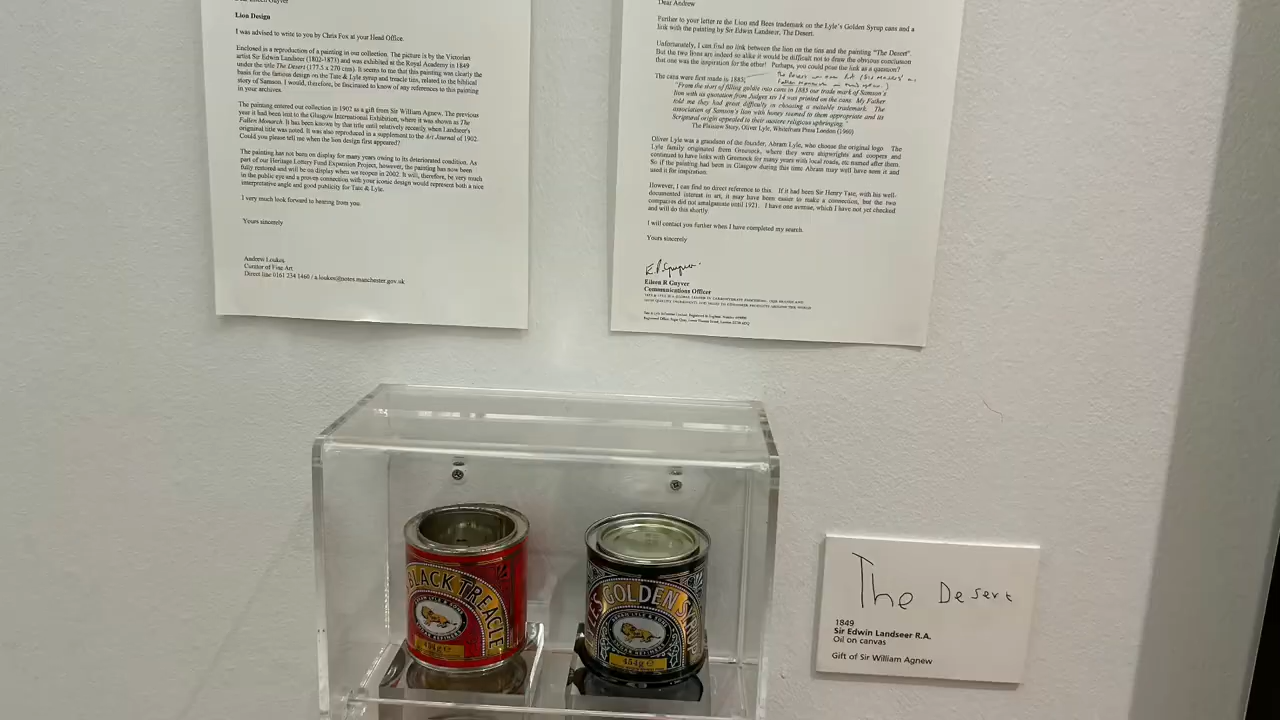 Lion Design
I was advised to write to you by Chris Fox at your Head Office.
Enclosed is a reproduction of a painting in our collection. The picture is by the Victorian
artist Sir Edwin Landseer (1802-1873) and was exhibited at the Royal Academy in 1849
under the title The Desert (177.5 x 270 cms). It seems to me that this painting was clearly the
basis for the famous design on the Tate & Lyle syrup and treacle tins, related to the biblical
story of Samson. I would, therefore, be fascinated to know of any references to this painting
in your archives.
The painting entered our collection in 1902 as a gift from Sir William Agnew. The previous
year it had been lent to the Glasgow International Exhibition, where it was shown as The
Fallen Monarch. It has been known by that title until relatively recently when Landseer's
original title was noted. It was also reproduced in a supplement to the Art Journal of 1902.
Could you please tell me when the lion design first appeared?
The painting has not been on display for many years owing to its deteriorated condition. As
part of our Heritage Lottery Fund Expansion Project, however, the painting has now been
fully restored and will be on display when we reopen in 2002. It will, therefore, be very much
in the public eye and a proven connection with your iconic design would represent both a nice
interpretative angle and good publicity for Tate & Lyle.
I very much look forward to hearing from you.
Yours sincerely
Andrew Loukes
Curator of Fine Art
Direct line 0161 234 1460 / a.loukes@notes.manchester.gov.uk
Dear Andrew
Further to your letter re the Lion and Bees trademark on the Lyle's Golden Syrup cans and a
link with the painting by Sir Edwin Landseer, The Desert.
Unfortunately, I can find no link between the lion on the tins and the painting "The Desert".
But the two lions are indeed so alike it would be difficult not to draw the obvious conclusion
that one was the inspiration for the other! Perhaps, you could pose the link as a question?
The cans were first made in 1883;
"From the start of filling goldie into cans in 1883 our trade mark of Samson's
lion with its quotation from Judges ver 14 was printed on the cans. My Father
told me they had great difficulty in choosing a suitable trademark. The
association of Samson's lion with honey seemed to them appropriate and its
Scriptural origin appealed to their austere religious upbringing."
The Plaistow Story, Oliver Lyle, Whitefriars Press London (1960)
Oliver Lyle was a grandson of the founder, Abram Lyle, who choose the original logo. The
Lyle family originated from Greenock, where they were shipwrights and coopers and
continued to have links with Greenock for many years with local roads, etc named after them.
So if the painting had been in Glasgow during this time Abram may well have seen it and
used it for inspiration.
However, I can find no direct reference to this. If it had been Sir Henry Tate, with his well-
documented interest in art, it may have been easier to make a connection, but the two
companies did not amalgamate until 1921. I have one avenue, which I have not yet checked
and will do this shortly
I will contact you further when I have completed my search.
Yours sincerely
Eileen R Guyver
Communications Officer
BLACK TREACLE
454g e
GOLDEN SYRUP
454g e
The Desert
1849
Sir Edwin Landseer R.A.
Oil on canvas
Gift of Sir William Agnew